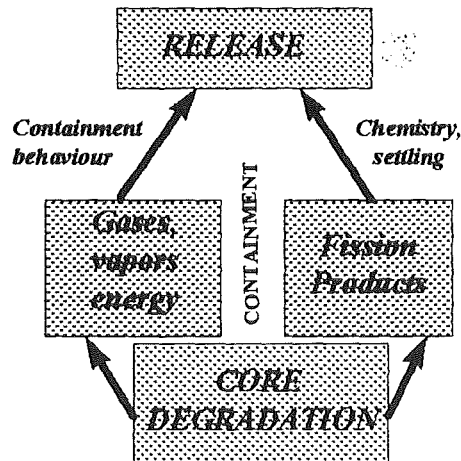 RELEASE
Containment
behaviour
Chemistry,
settling
CONTAINMENT
Gases,
vapors
energy
Fission
Products
CORE
DEGRADATION